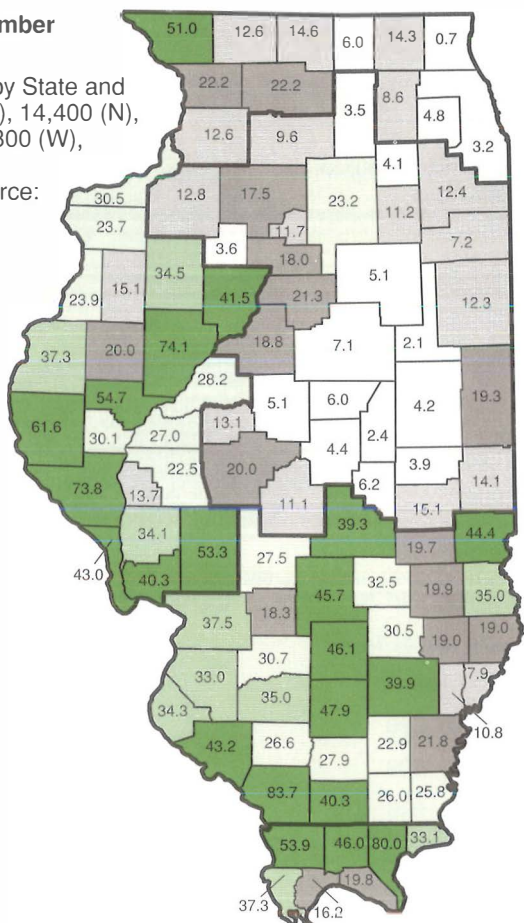 mber
by State and
), 14,400 (N),
300 (W),
rce:
51.0 12.6 14.6 6.0 14.3 0.7
22.2 22.2 3.5 8.6 4.8
12.6 9.6 4.1 3.2
30.5 12.8 17.5 23.2 11.2 12.4
23.7 3.6 11.7 7.2
34.5 18.0 5.1
23.9 15.1 41.5 21.3 12.3
37.3 20.0 74.1 18.8 7.1 2.1
28.2 19.3
54.7 5.1 6.0 4.2
61.6 30.1 27.0 13.1 4.4 2.4
22.5 20.0 3.9
73.8 13.7 11.1 6.2 15.1 14.1
34.1 53.3 39.3 44.4
43.0 27.5 19.7
40.3 45.7 32.5 19.9 35.0
37.5 18.3 30.5 19.0 19.0
30.7 46.1
33.0 35.0 39.9 7.9
34.3 47.9 10.8
43.2 26.6 27.9 22.9 21.8
83.7 40.3 26.0 25.8
53.9 46.0 80.0 33.1
37.3 16.2 19.8